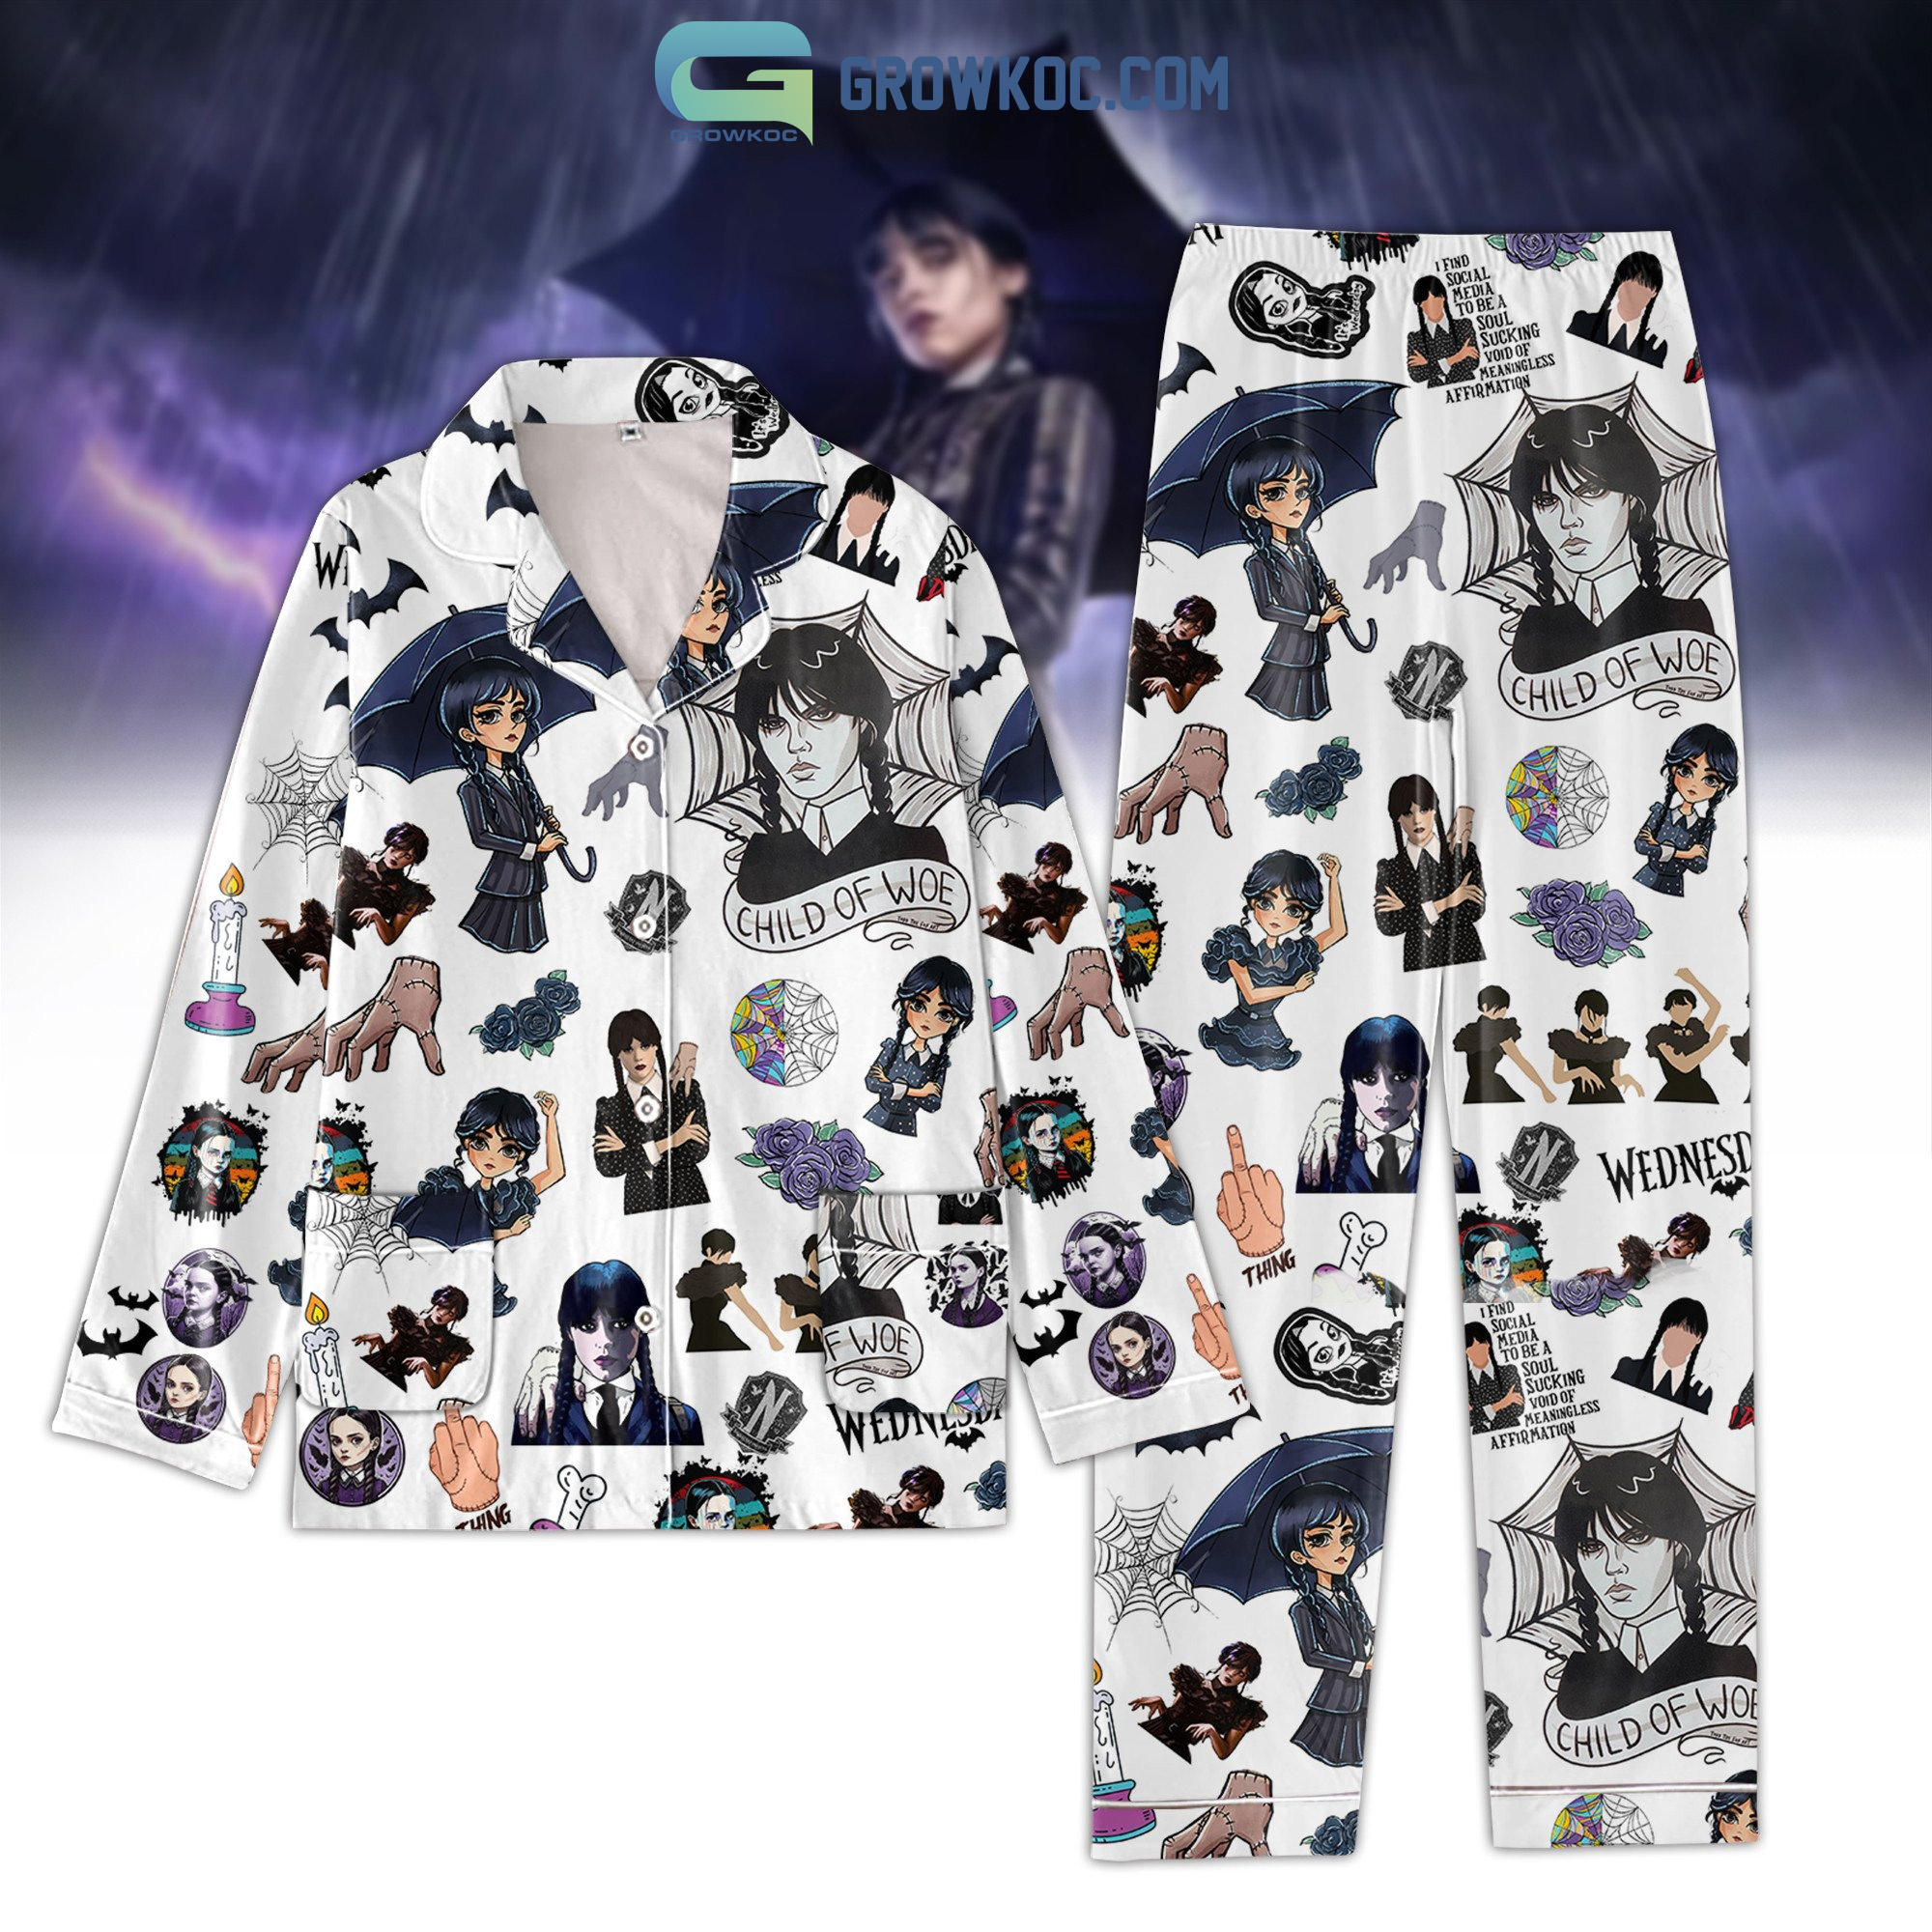 GROWKOC.COM
GROWKOC
I FIND
SOCIAL
MEDIA
TO BE A
SOUL
SUCKING
VOID OF
MEANINGLESS
AFFIRMATION
CHILD OF WOE
CHILD OF WOE
N
N
N
WEDNESD
THING
I FIND
SOCIAL
MEDIA
TO BE A
SOUL
SUCKING
VOID OF
MEANINGLESS
AFFIRMATION
F WOE
N
WEDNESDA
THING
CHILD OF WOE